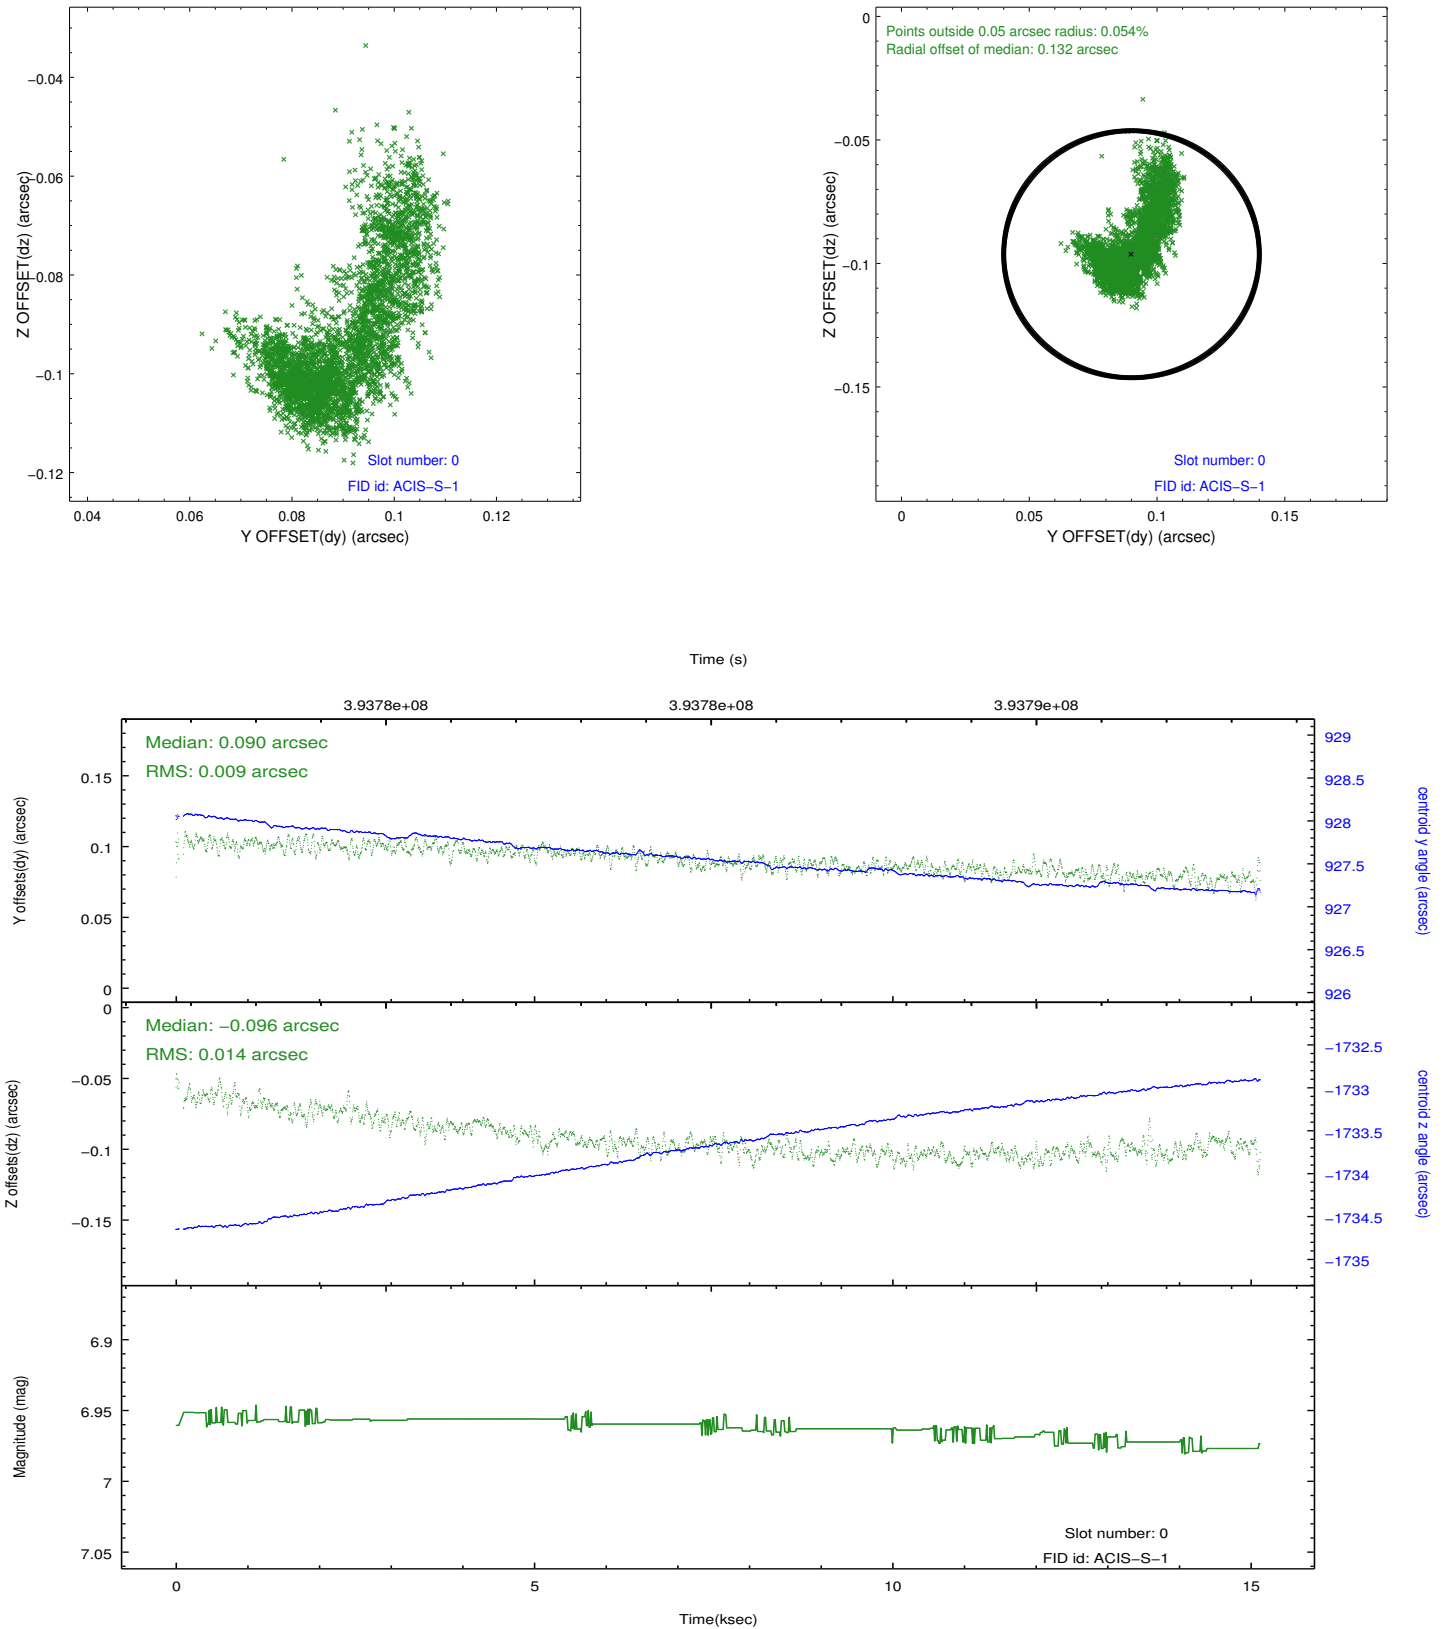 −0.04
−0.06
−0.08
−0.1
−0.12
0.04
0.06
0.08
0.1
0.12
Z OFFSET(dz) (arcsec)
Y OFFSET(dy) (arcsec)
Slot number: 0
FID id: ACIS−S−1
Points outside 0.05 arcsec radius: 0.054%
Radial offset of median: 0.132 arcsec
0
−0.05
−0.1
−0.15
0
0.05
0.1
0.15
Z OFFSET(dz) (arcsec)
Y OFFSET(dy) (arcsec)
Slot number: 0
FID id: ACIS−S−1
Time (s)
3.9378e+08
3.9378e+08
3.9379e+08
Median: 0.090 arcsec
RMS: 0.009 arcsec
0.15
0.1
0.05
0
Y offsets(dy) (arcsec)
929
928.5
928
927.5
927
926.5
926
centroid y angle (arcsec)
Median: −0.096 arcsec
RMS: 0.014 arcsec
0
−0.05
−0.1
−0.15
Z offsets(dz) (arcsec)
−1732.5
−1733
−1733.5
−1734
−1734.5
−1735
centroid z angle (arcsec)
6.9
6.95
7
7.05
Magnitude (mag)
Slot number: 0
FID id: ACIS−S−1
0
5
10
15
Time(ksec)